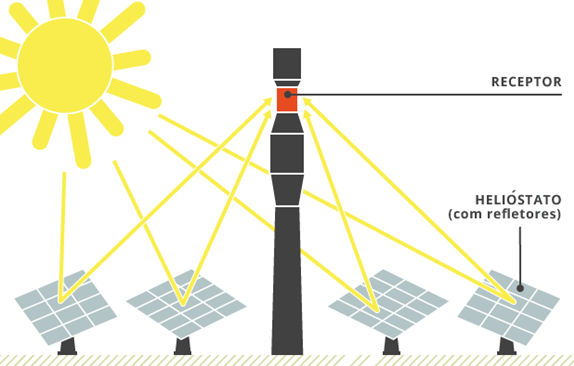 RECEPTOR
HELIÓSTATO
(com refletores)